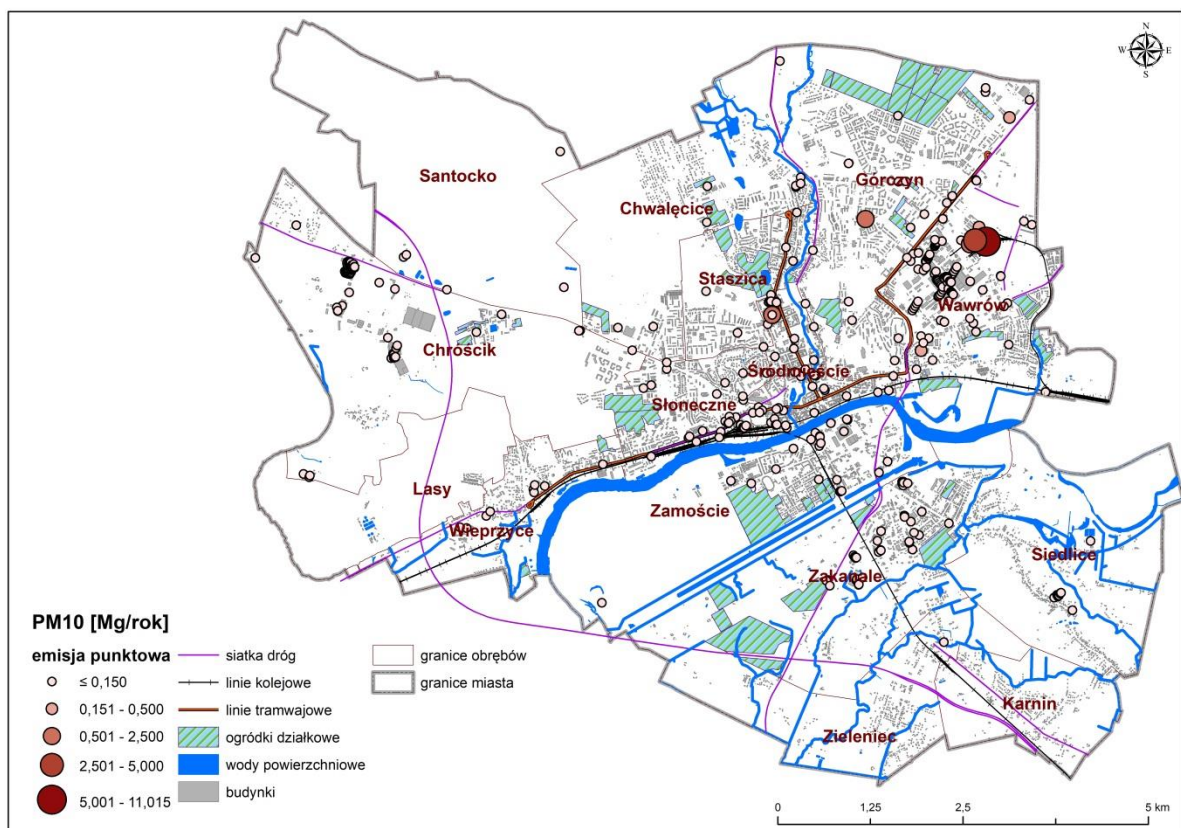 N
W E
S
Santocko
Górczyn
Chwalęcice
Staszica
Wawrów
Chróścik
Śródmieście
Słoneczne
Lasy
Zamoście
Wieprzyce
Siedlice
Zakanale
Karnin
Zieleniec
PM10 [Mg/rok]
emisja punktowa
≤ 0,150
0,151 - 0,500
0,501 - 2,500
2,501 - 5,000
5,001 - 11,015
siatka dróg
linie kolejowe
linie tramwajowe
ogródki działkowe
wody powierzchniowe
budynki
granice obrębów
granice miasta
0 1,25 2,5 5 km